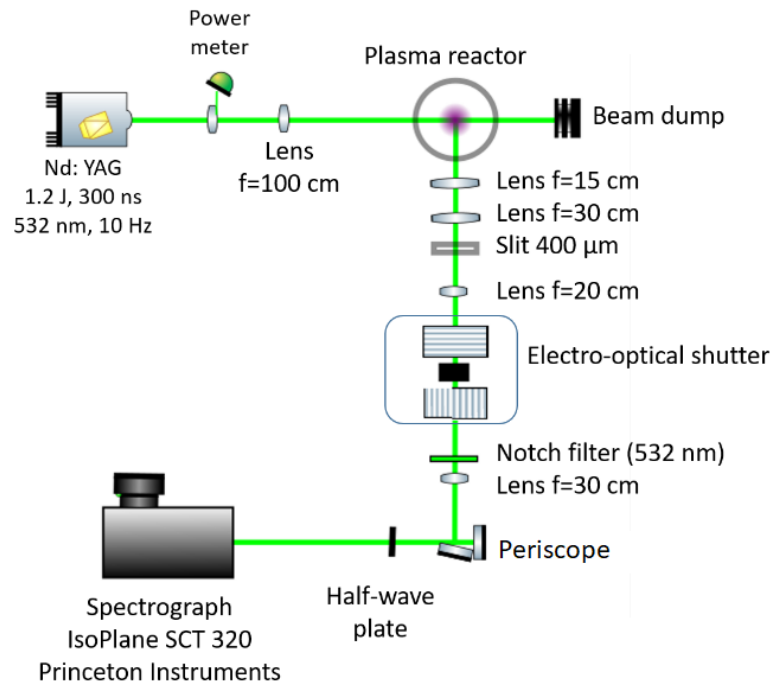 Power
meter
Plasma reactor
Beam dump
Nd: YAG
1.2 J, 300 ns
532 nm, 10 Hz
Lens
f=100 cm
Lens f=15 cm
Lens f=30 cm
Slit 400 μm
Lens f=20 cm
Electro-optical shutter
Notch filter (532 nm)
Lens f=30 cm
Periscope
Half-wave
plate
Spectrograph
IsoPlane SCT 320
Princeton Instruments